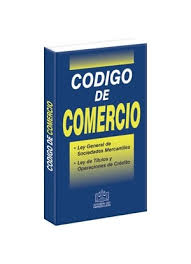 CODIGO
DE
COMERCIO
• Ley General de
Sociedades Mercantiles
• Ley de Títulos y
Operaciones de Crédito
CODIGO DE COMERCIO